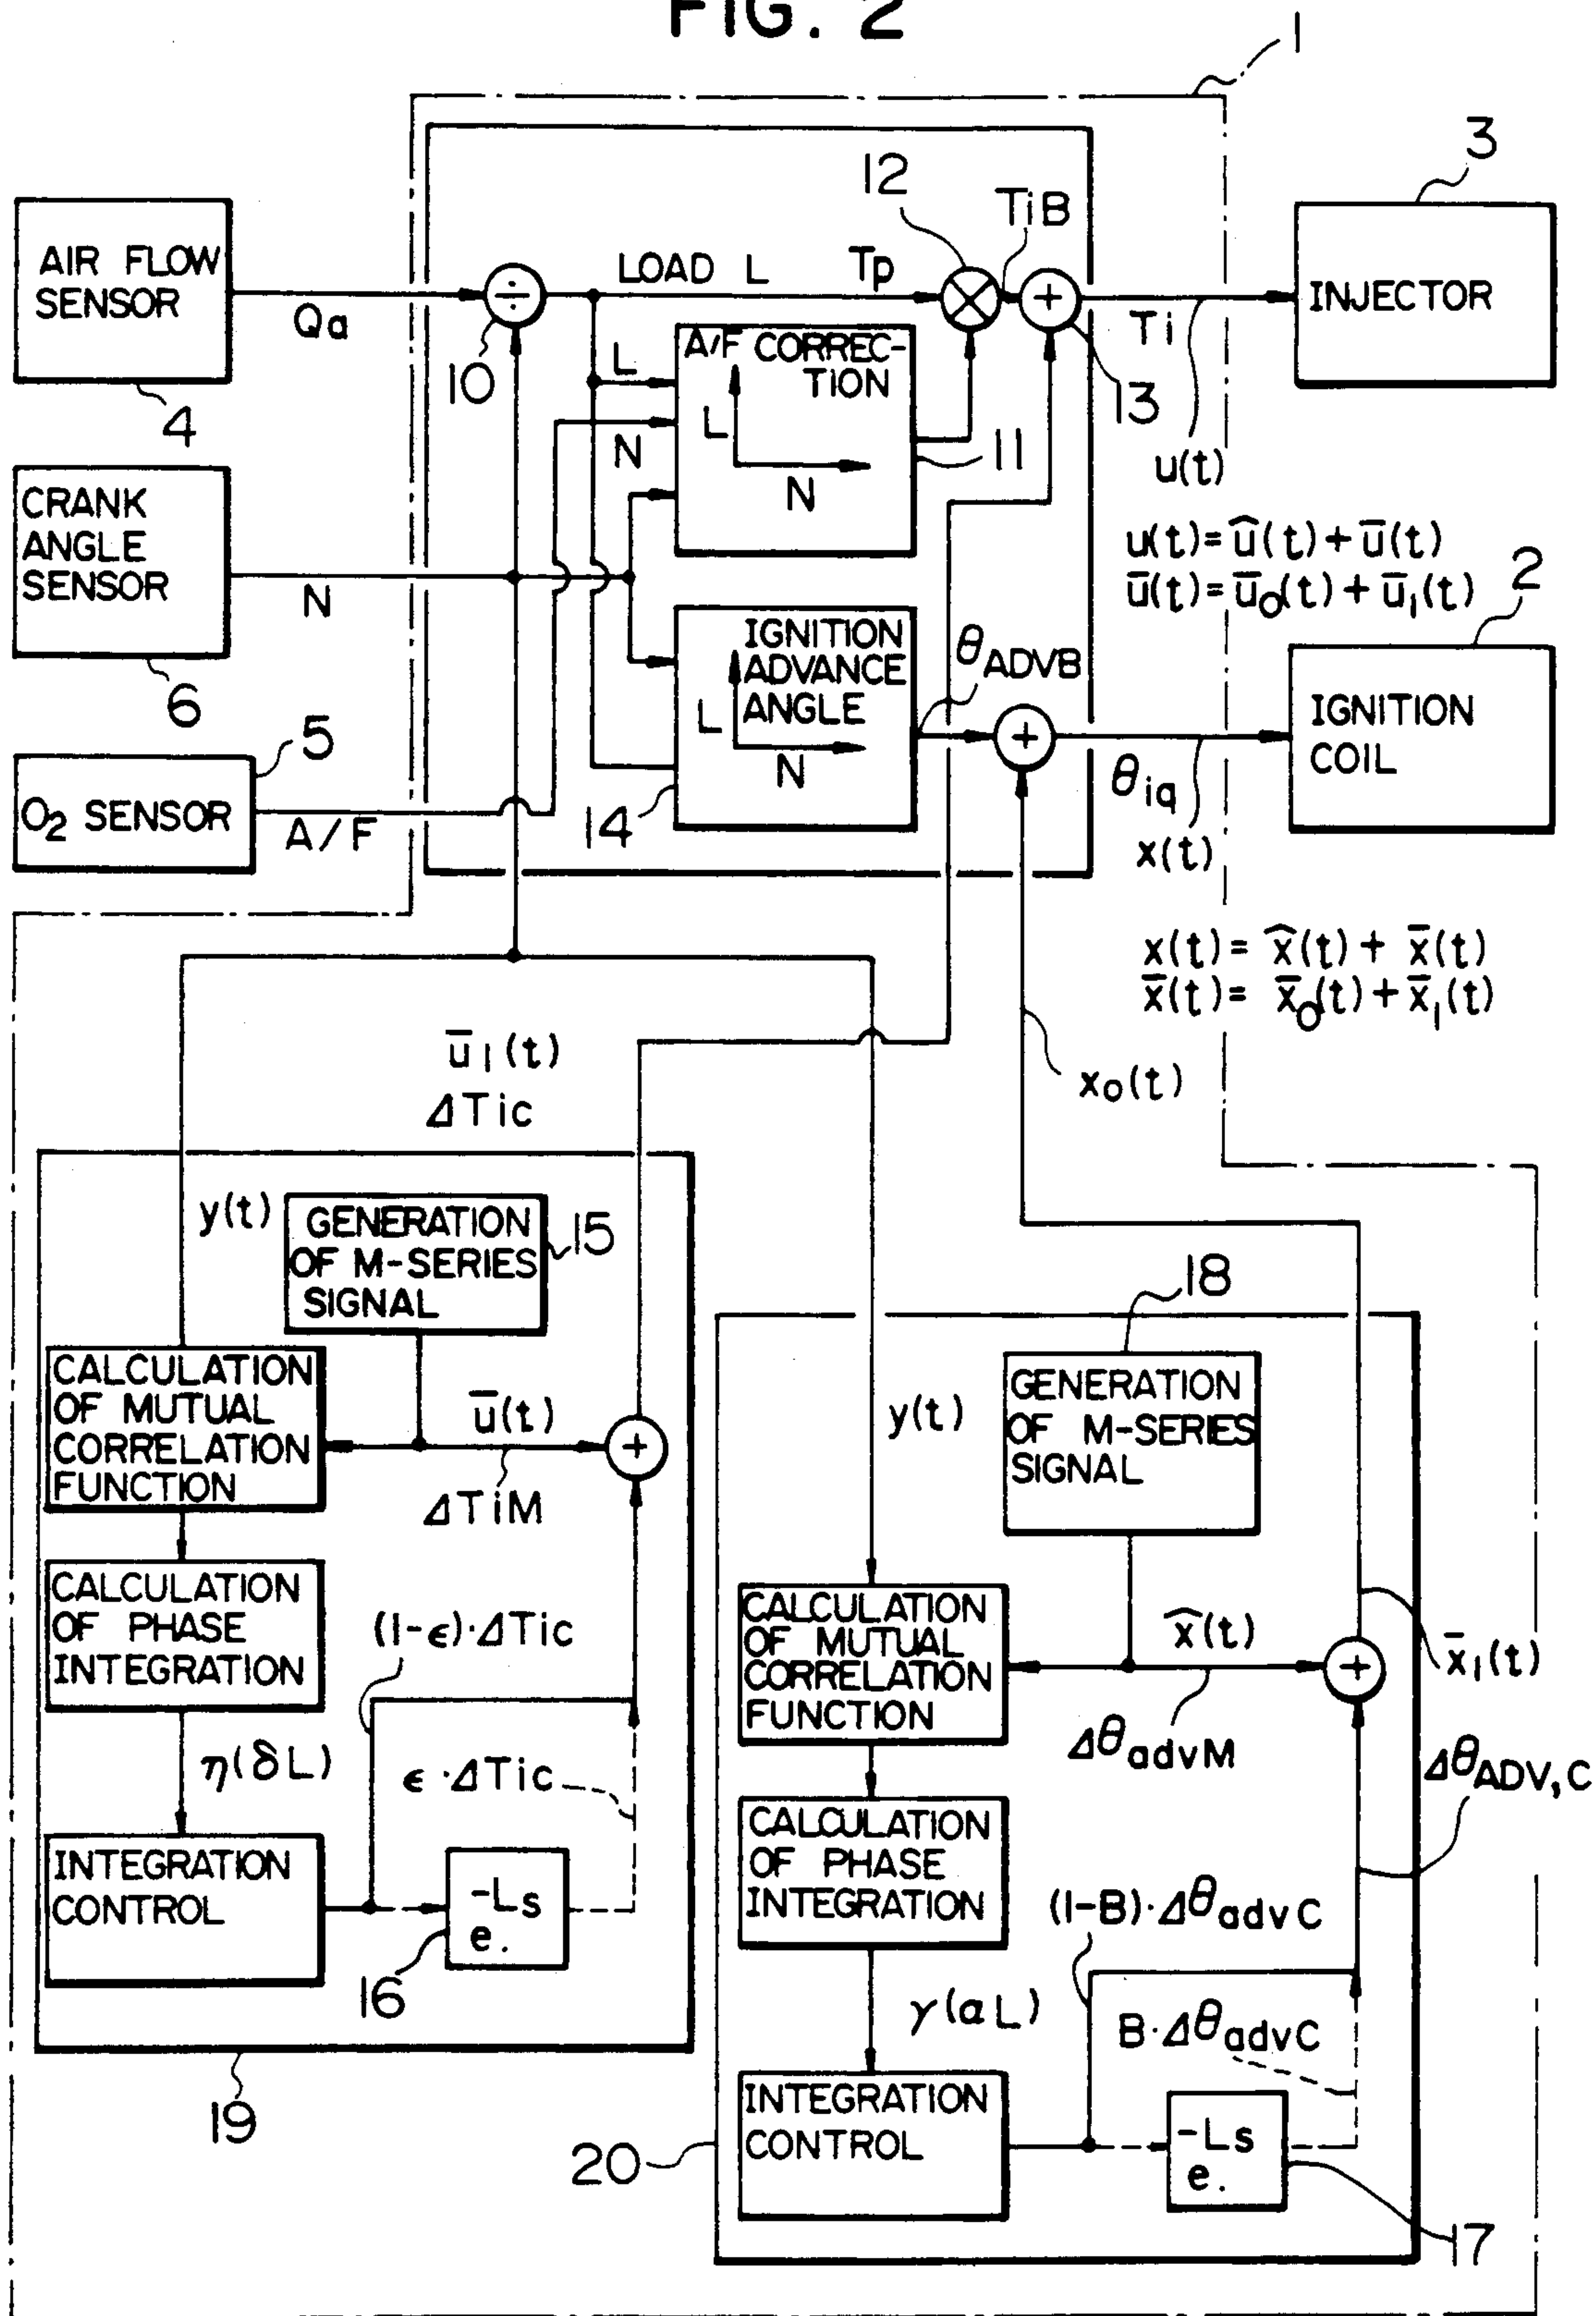 FIG. 2
1
3
12
TiB
AIR FLOW
SENSOR
Qa
÷
LOAD L
Tp
+
Ti
INJECTOR
10
4
L
A/F CORREC-
TION
L
N
N
11
13
u(t)
CRANK
ANGLE
SENSOR
N
6
u(t)=û(t)+ū(t)
ū(t)=ū₀(t)+ū₁(t)
2
IGNITION
ADVANCE
ANGLE
L
N
θADVB
+
IGNITION
COIL
5
O₂ SENSOR
A/F
14
θiq
x(t)
x(t)= x̂(t)+ x̄(t)
x̄(t)= x̄₀(t)+x̄₁(t)
ū₁(t)
ΔTic
x₀(t)
y(t)
GENERATION
OF M-SERIES
SIGNAL
15
18
CALCULATION
OF MUTUAL
CORRELATION
FUNCTION
ū(t)
+
ΔTiM
y(t)
GENERATION
OF M-SERIES
SIGNAL
CALCULATION
OF PHASE
INTEGRATION
(1-ϵ)·ΔTic
CALCULATION
OF MUTUAL
CORRELATION
FUNCTION
x̂(t)
+
x̄₁(t)
ΔθadvM
η(δL)
ϵ·ΔTic
ΔθADV,C
INTEGRATION
CONTROL
-Ls
e.
16
CALCULATION
OF PHASE
INTEGRATION
(1-B)·ΔθadvC
γ(αL)
B·ΔθadvC
19
INTEGRATION
CONTROL
-Ls
e.
20
17